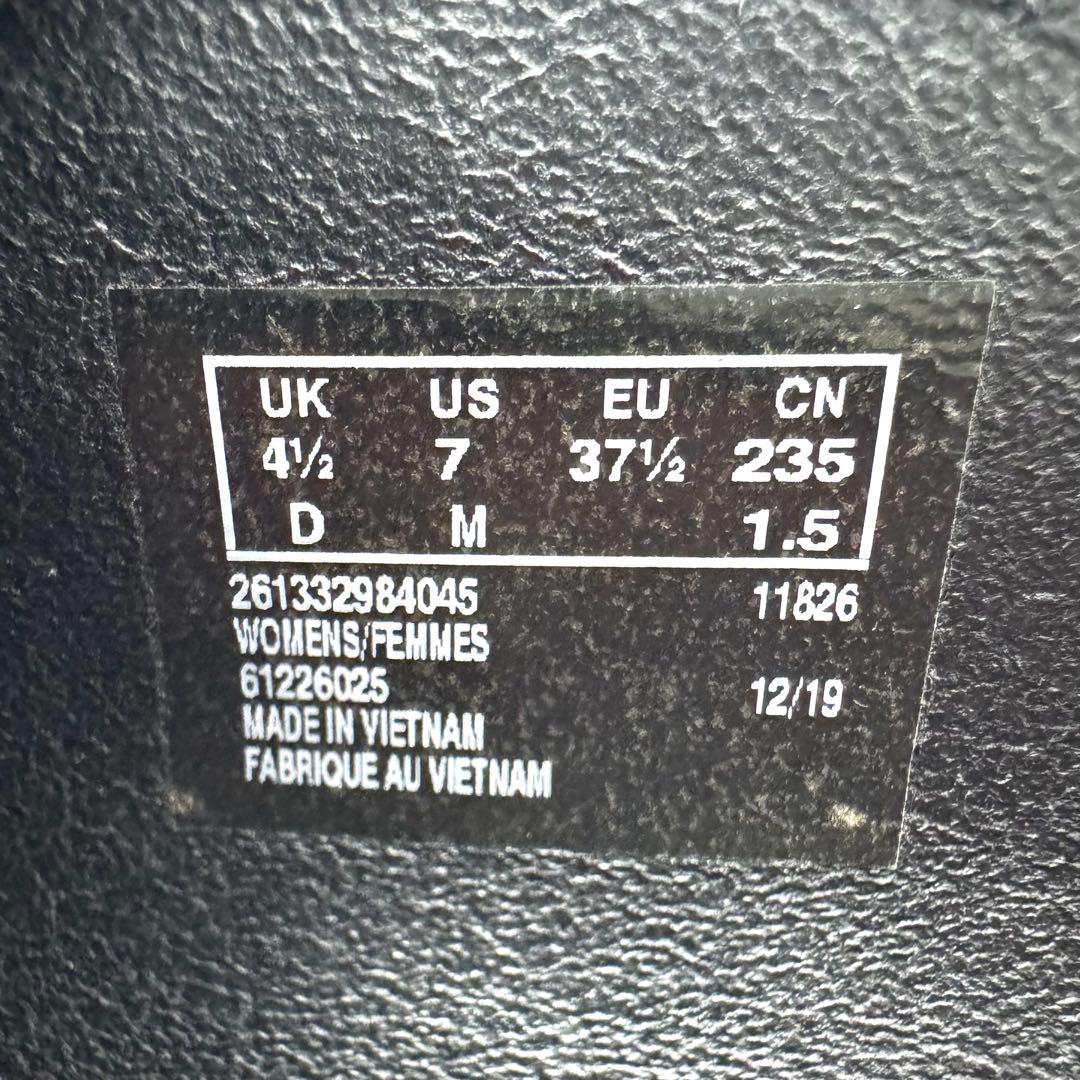 UK US EU CN
4½ 7 37½ 235
D M 1.5
261332984045 11826
WOMENS/FEMMES
61226025 12/19
MADE IN VIETNAM
FABRIQUE AU VIETNAM